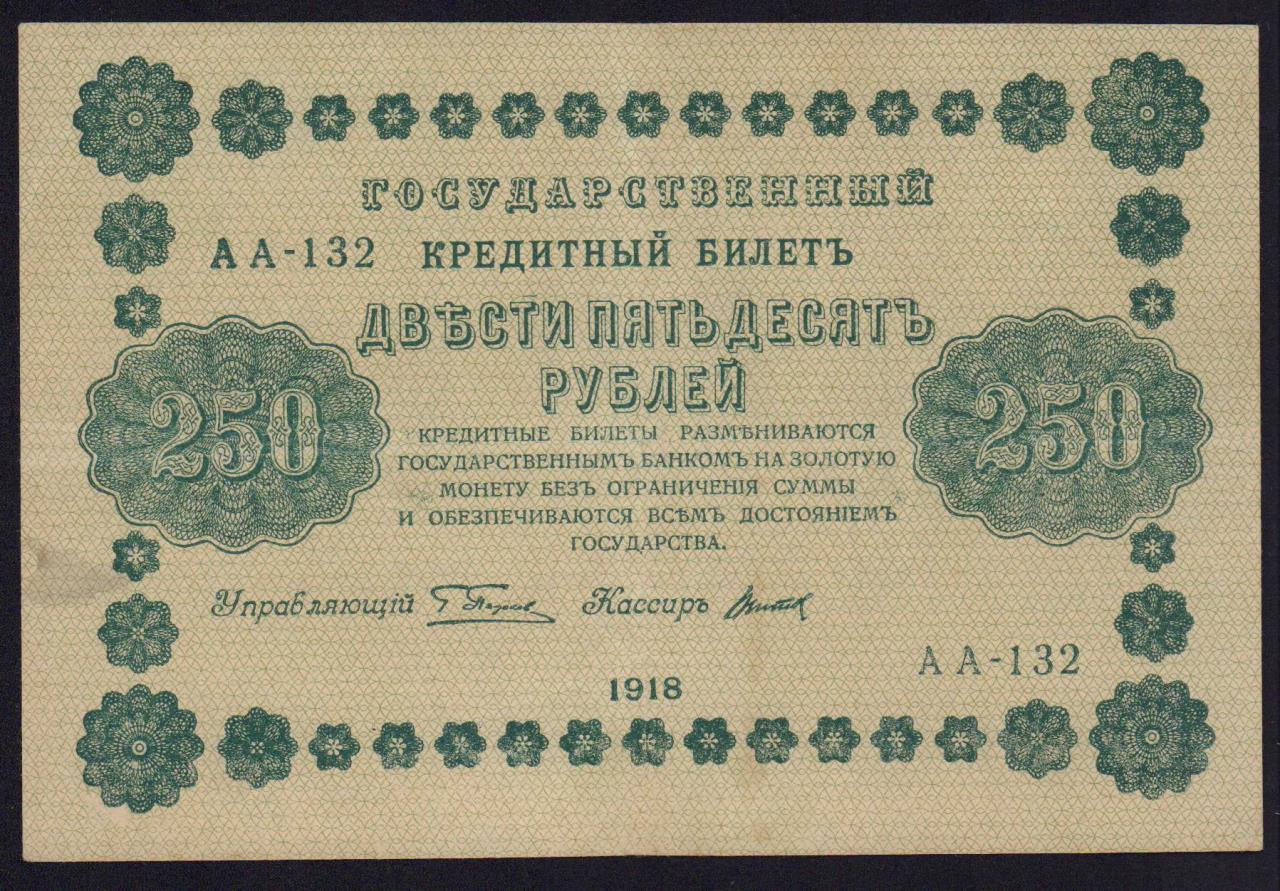 ГОСУДАРСТВЕННЫЙ
АА-132 КРЕДИТНЫЙ БИЛЕТЪ
ДВѢСТИ ПЯТЬДЕСЯТЪ
РУБЛЕЙ
250 250
КРЕДИТНЫЕ БИЛЕТЫ РАЗМѢНИВАЮТСЯ
ГОСУДАРСТВЕННЫМЪ БАНКОМЪ НА ЗОЛОТУЮ
МОНЕТУ БЕЗЪ ОГРАНИЧЕНІЯ СУММЫ
И ОБЕЗПЕЧИВАЮТСЯ ВСѢМЪ ДОСТОЯНІЕМЪ
ГОСУДАРСТВА.
Управляющій Кассиръ
АА-132
1918